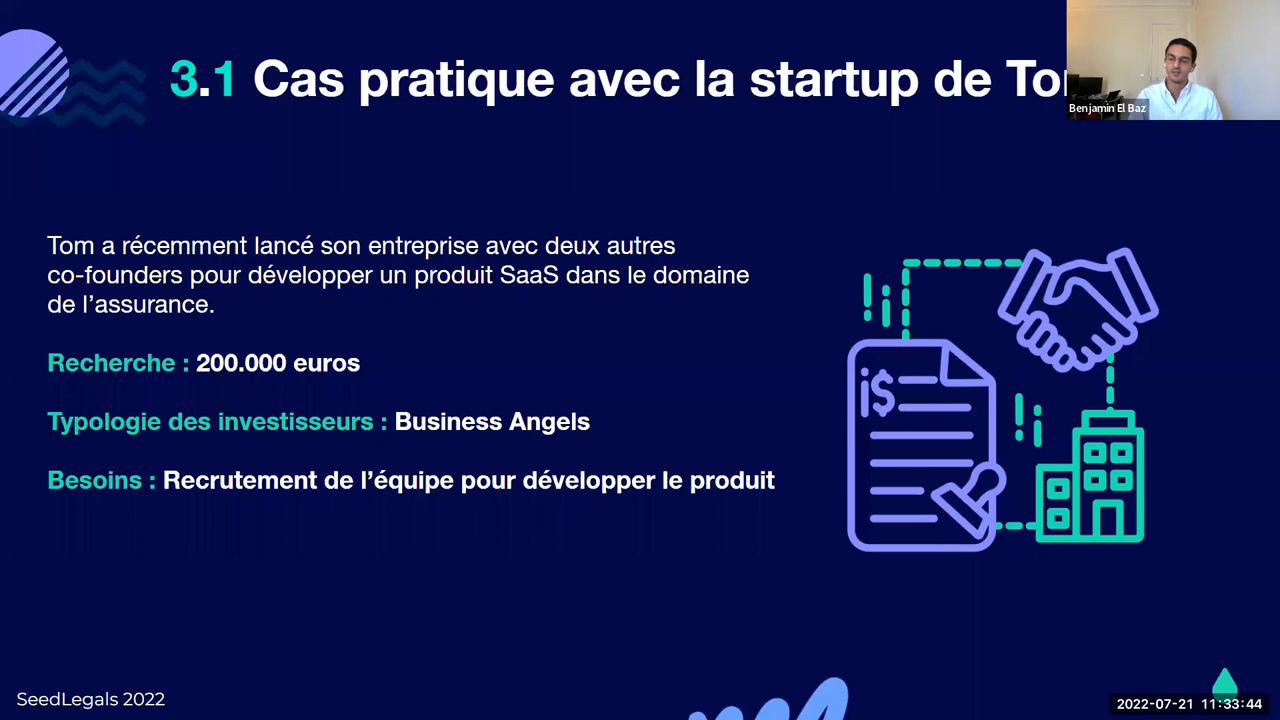 3.1 Cas pratique avec la startup de To
Benjamin El Baz
Tom a récemment lancé son entreprise avec deux autres
co-founders pour développer un produit SaaS dans le domaine
de l’assurance.
Recherche : 200.000 euros
Typologie des investisseurs : Business Angels
Besoins : Recrutement de l’équipe pour développer le produit
i$
SeedLegals 2022
2022-07-21 11:33:44